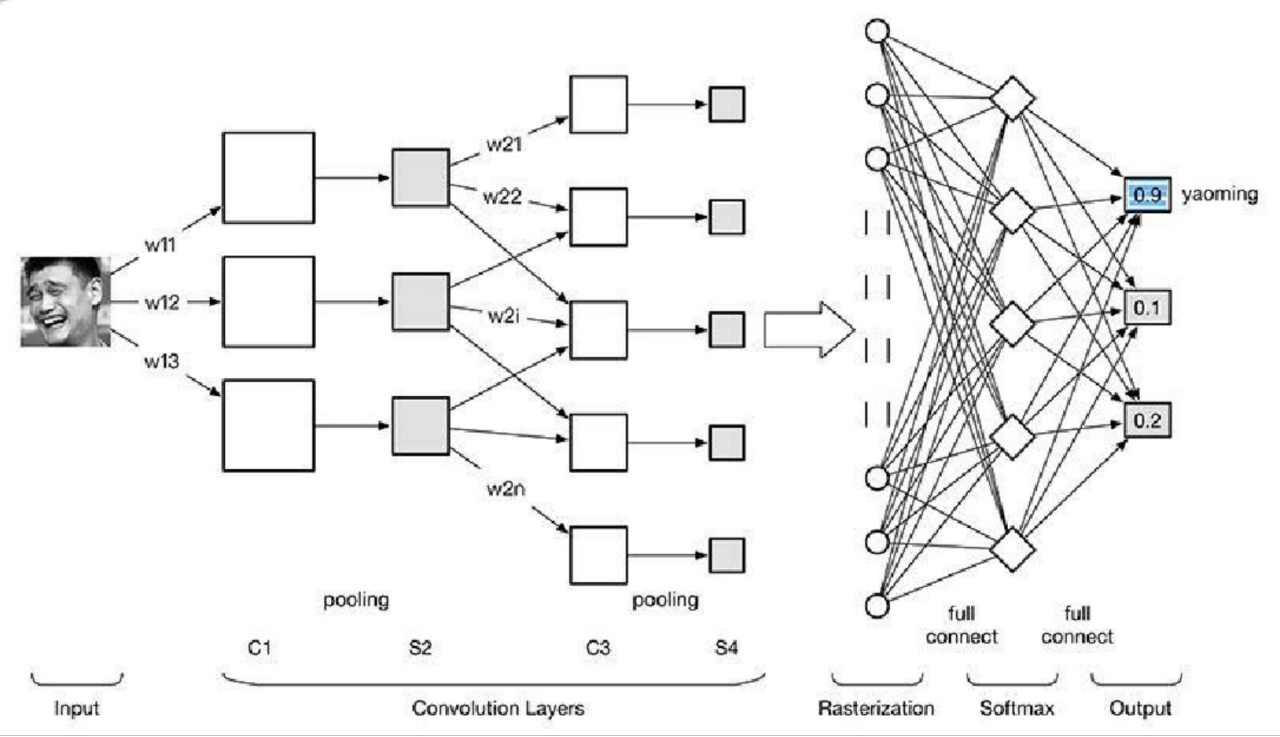 w11
w12
w13
w21
w22
w2i
w2n
0.9
yaoming
0.1
0.2
pooling
pooling
full
connect
full
connect
C1
S2
C3
S4
Input
Convolution Layers
Rasterization
Softmax
Output